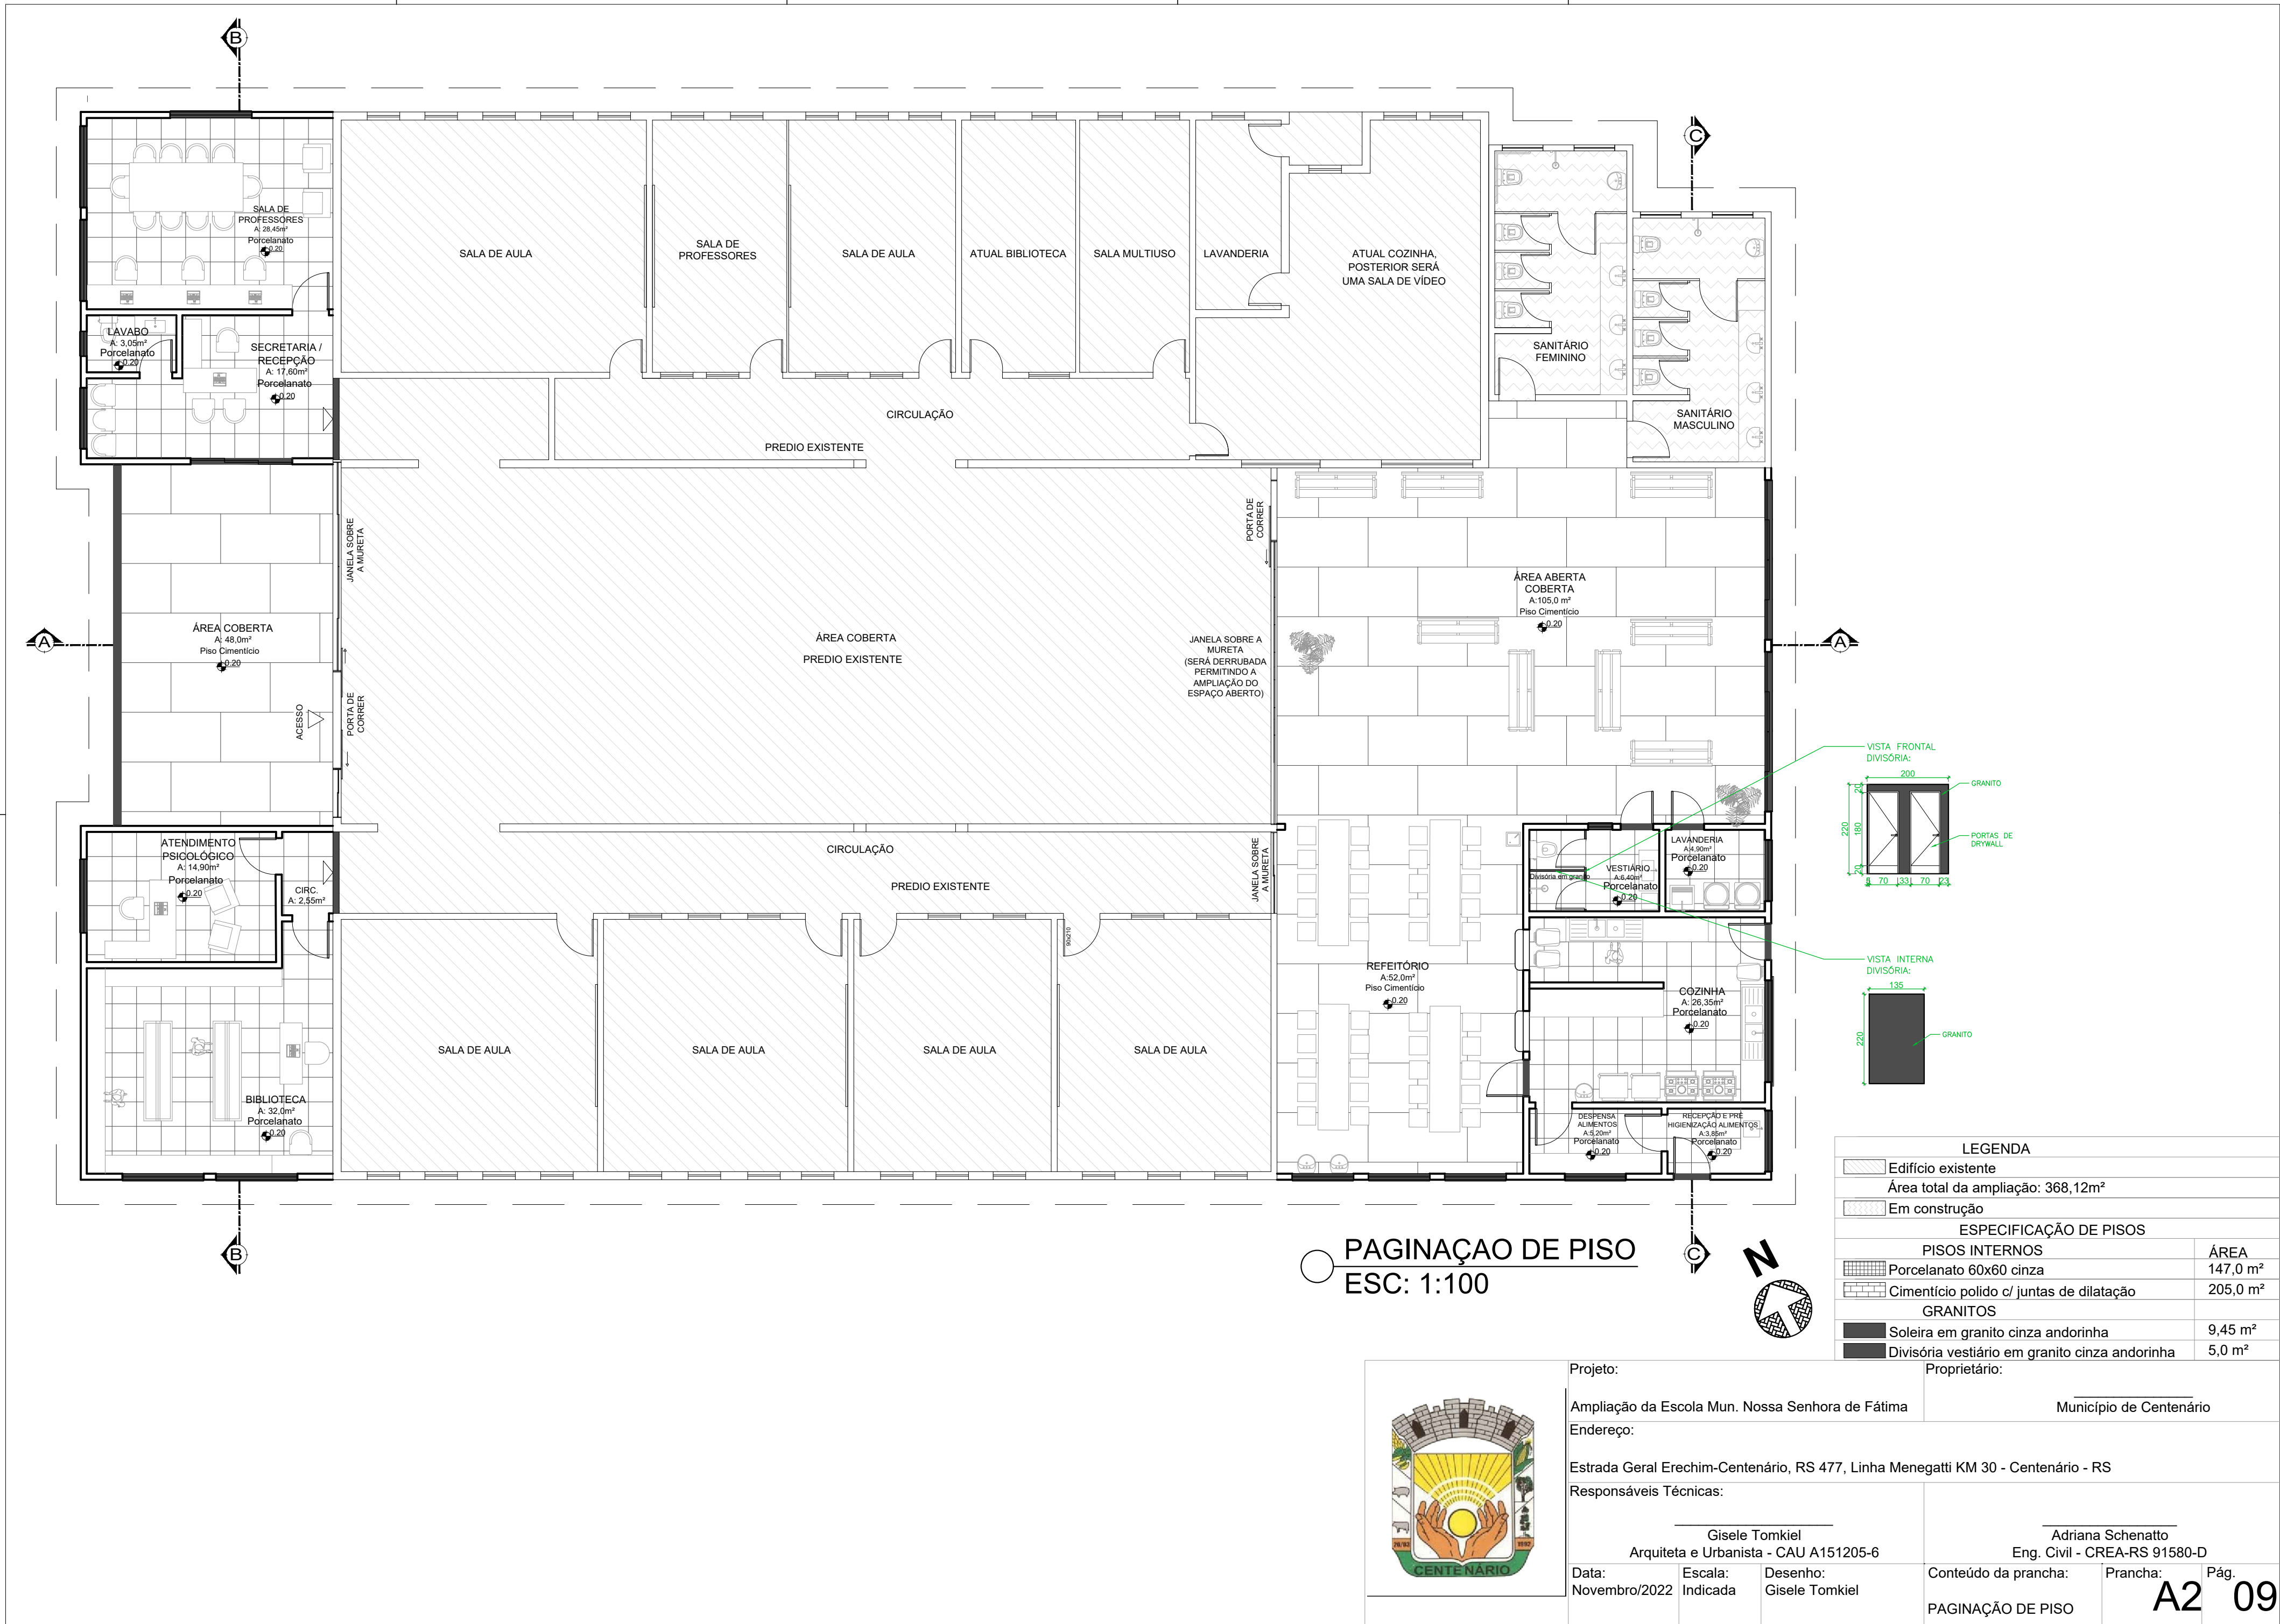 B
C
SALA DE
PROFESSORES
A: 28,45m²
Porcelanato
0.20
SALA DE AULA
SALA DE
PROFESSORES
SALA DE AULA
ATUAL BIBLIOTECA
SALA MULTIUSO
LAVANDERIA
ATUAL COZINHA,
POSTERIOR SERÁ
UMA SALA DE VÍDEO
LAVABO
A: 3,05m²
Porcelanato
0.20
SECRETARIA /
RECEPÇÃO
A: 17,60m²
Porcelanato
0.20
SANITÁRIO
FEMININO
SANITÁRIO
MASCULINO
CIRCULAÇÃO
PREDIO EXISTENTE
JANELA SOBRE
A MURETA
PORTA DE
CORRER
ÁREA ABERTA
COBERTA
A:105,0 m²
Piso Cimentício
0.20
A
ÁREA COBERTA
A: 48,0m²
Piso Cimentício
0.20
ÁREA COBERTA
PREDIO EXISTENTE
JANELA SOBRE A
MURETA
(SERÁ DERRUBADA
PERMITINDO A
AMPLIAÇÃO DO
ESPAÇO ABERTO)
A
ACESSO
PORTA DE
CORRER
VISTA FRONTAL
DIVISÓRIA:
200
GRANITO
20
180
220
20
PORTAS DE
DRYWALL
8 70 33 70 23
ATENDIMENTO
PSICOLÓGICO
A: 14,90m²
Porcelanato
0.20
CIRC.
A: 2,55m²
CIRCULAÇÃO
PREDIO EXISTENTE
JANELA SOBRE
A MURETA
VESTIÁRIO
A:6,40m²
Porcelanato
0.20
Divisória em granito
LAVANDERIA
A:4,90m²
Porcelanato
0.20
90x210
REFEITÓRIO
A:52,0m²
Piso Cimentício
0.20
COZINHA
A: 26,35m²
Porcelanato
0.20
VISTA INTERNA
DIVISÓRIA:
135
220
GRANITO
SALA DE AULA
SALA DE AULA
SALA DE AULA
SALA DE AULA
BIBLIOTECA
A: 32,0m²
Porcelanato
0.20
DESPENSA
ALIMENTOS
A:5,20m²
Porcelanato
0.20
RECEPÇÃO E PRÉ
HIGIENIZAÇÃO ALIMENTOS
A:3,85m²
Porcelanato
0.20
B
C
PAGINAÇAO DE PISO
ESC: 1:100
N
LEGENDA
Edifício existente
Área total da ampliação: 368,12m²
Em construção
ESPECIFICAÇÃO DE PISOS
PISOS INTERNOS ÁREA
Porcelanato 60x60 cinza 147,0 m²
Cimentício polido c/ juntas de dilatação 205,0 m²
GRANITOS
Soleira em granito cinza andorinha 9,45 m²
Divisória vestiário em granito cinza andorinha 5,0 m²
Projeto:
Ampliação da Escola Mun. Nossa Senhora de Fátima
Proprietário:
Município de Centenário
Endereço:
Estrada Geral Erechim-Centenário, RS 477, Linha Menegatti KM 30 - Centenário - RS
Responsáveis Técnicas:
Gisele Tomkiel
Arquiteta e Urbanista - CAU A151205-6
Adriana Schenatto
Eng. Civil - CREA-RS 91580-D
Data:
Novembro/2022
Escala:
Indicada
Desenho:
Gisele Tomkiel
Conteúdo da prancha:
PAGINAÇÃO DE PISO
Prancha:
A2
Pág.
09
20/03 1992
CENTENÁRIO